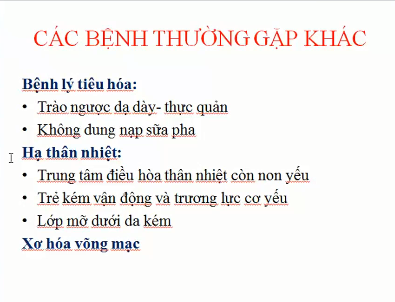 CÁC BỆNH THƯỜNG GẶP KHÁC
Bệnh lý tiêu hóa:
• Trào ngược dạ dày- thực quản
• Không dung nạp sữa pha
Hạ thân nhiệt:
• Trung tâm điều hòa thân nhiệt còn non yếu
• Trẻ kém vận động và trương lực cơ yếu
• Lớp mỡ dưới da kém
Xơ hóa võng mạc